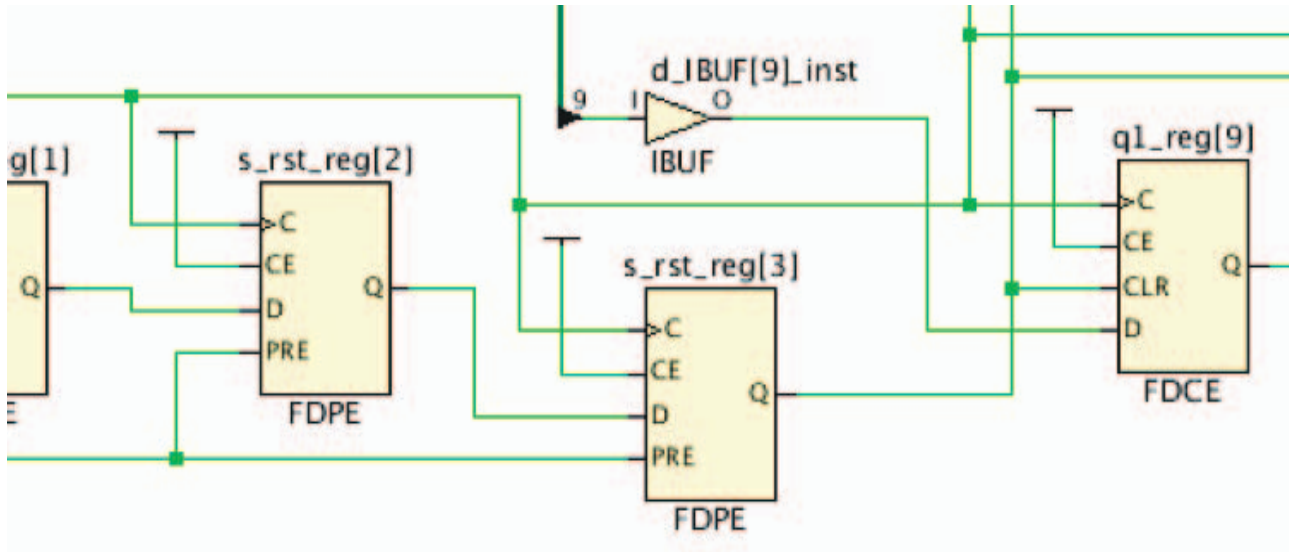 d_IBUF[9]_inst
9
I
O
IBUF
g[1]
Q
E
s_rst_reg[2]
C
CE
D
PRE
Q
FDPE
s_rst_reg[3]
C
CE
D
PRE
Q
FDPE
q1_reg[9]
C
CE
CLR
D
Q
FDCE